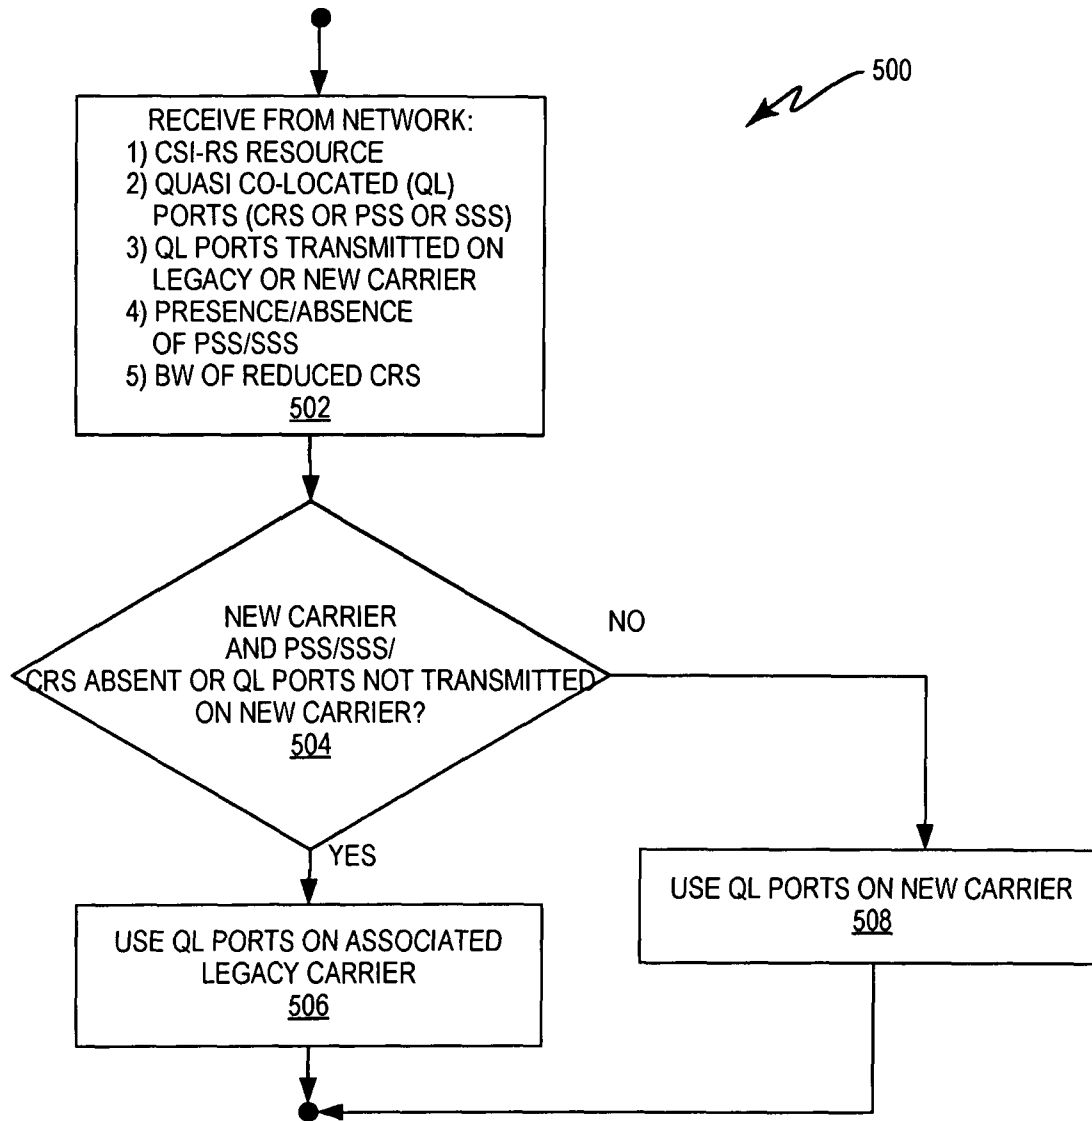 500
RECEIVE FROM NETWORK:
1) CSI-RS RESOURCE
2) QUASI CO-LOCATED (QL)
PORTS (CRS OR PSS OR SSS)
3) QL PORTS TRANSMITTED ON
LEGACY OR NEW CARRIER
4) PRESENCE/ABSENCE
OF PSS/SSS
5) BW OF REDUCED CRS
502
NEW CARRIER
AND PSS/SSS/
CRS ABSENT OR QL PORTS NOT TRANSMITTED
ON NEW CARRIER?
504
NO
YES
USE QL PORTS ON ASSOCIATED
LEGACY CARRIER
506
USE QL PORTS ON NEW CARRIER
508